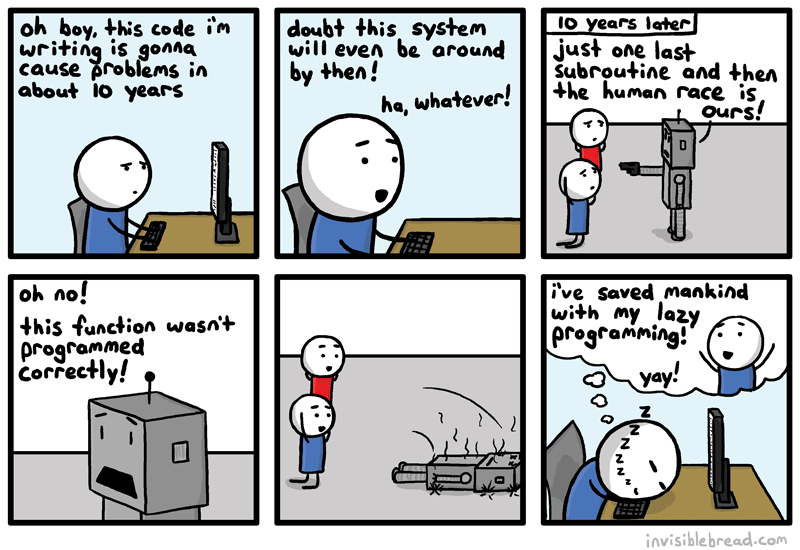 oh boy, this code i'm
writing is gonna
cause problems in
about 10 years
doubt this system
will even be around
by then!
ha, whatever!
10 years later
just one last
subroutine and then
the human race is
ours!
oh no!
this function wasn't
programmed
correctly!
i've saved mankind
with my lazy
programming!
yay!
z
z
z
z
z
z
z
invisiblebread.com